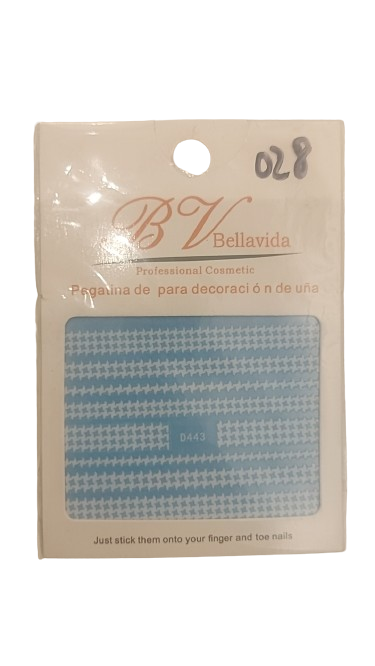 028
BV Bellavida
Professional Cosmetic
Pegatina de para decoraci ó n de uña
D443
Just stick them onto your finger and toe nails